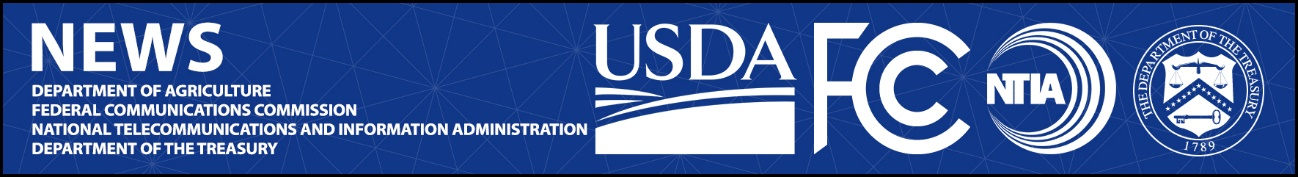 NEWS
DEPARTMENT OF AGRICULTURE
FEDERAL COMMUNICATIONS COMMISSION
NATIONAL TELECOMMUNICATIONS AND INFORMATION ADMINISTRATION
DEPARTMENT OF THE TREASURY
USDA
FCC
NTIA
THE DEPARTMENT OF THE TREASURY
1789